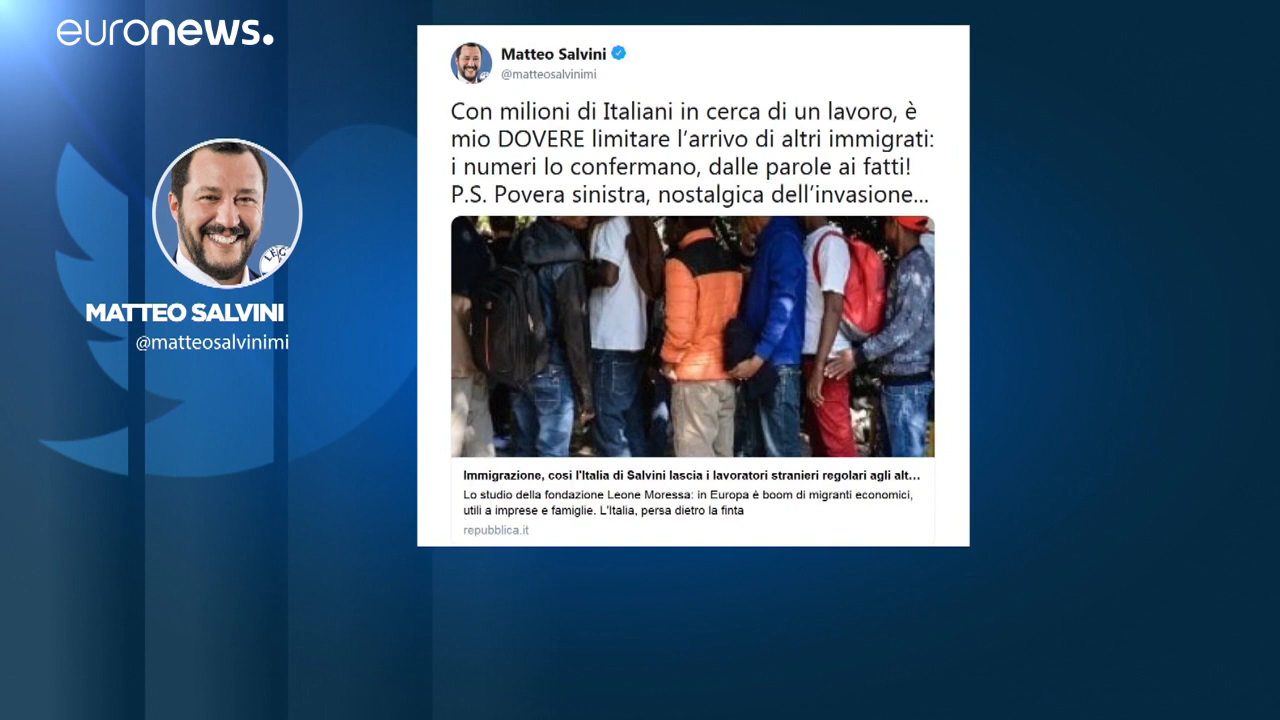 euronews.
Matteo Salvini
@matteosalvinimi
Con milioni di Italiani in cerca di un lavoro, è
mio DOVERE limitare l'arrivo di altri immigrati:
i numeri lo confermano, dalle parole ai fatti!
P.S. Povera sinistra, nostalgica dell'invasione...
Immigrazione, cosi l'Italia di Salvini lascia i lavoratori stranieri regolari agli alt...
Lo studio della fondazione Leone Moressa: in Europa è boom di migranti economici,
utili a imprese e famiglie. L'Italia, persa dietro la finta
repubblica.it
LEG
MATTEO SALVINI
@matteosalvinimi